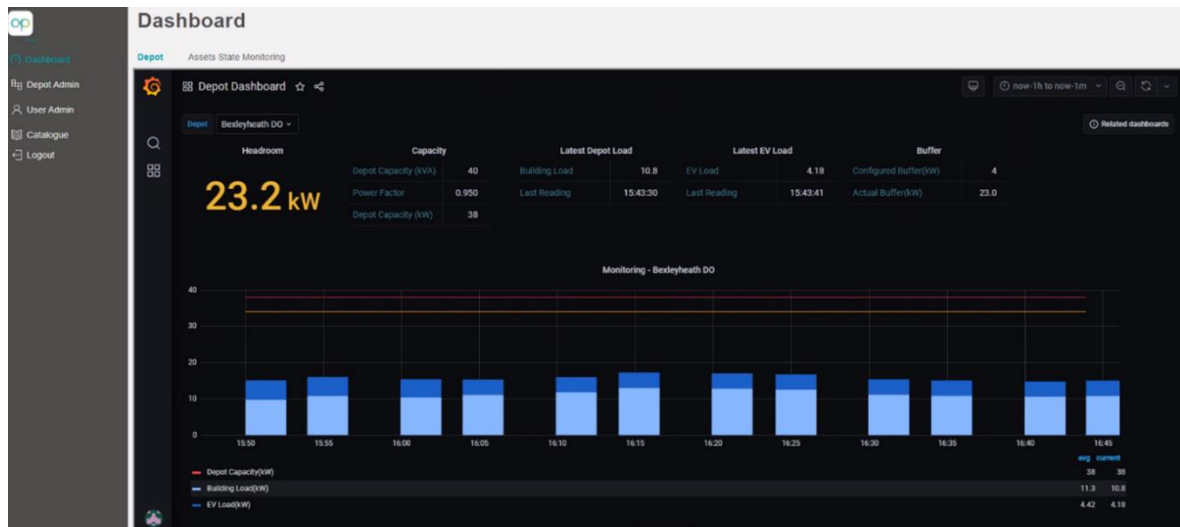 op
Dashboard
Dashboard
Depot Admin
User Admin
Catalogue
Logout
Depot Assets State Monitoring
Depot Dashboard
now-1h to now-1m
Depot Bexleyheath DO
Related dashboards
Headroom
23.2 kW
Capacity
Depot Capacity (kVA) 40
Power Factor 0.950
Depot Capacity (kW) 38
Latest Depot Load
Building Load 10.8
Last Reading 15:43:30
Latest EV Load
EV Load 4.18
Last Reading 15:43:41
Buffer
Configured Buffer(kW) 4
Actual Buffer(kW) 23.0
Monitoring - Bexleyheath DO
40
30
20
10
0
15:50 15:55 16:00 16:05 16:10 16:15 16:20 16:25 16:30 16:35 16:40 16:45
avg current
Depot Capacity(kW) 38 38
Building Load(kW) 11.3 10.8
EV Load(kW) 4.42 4.18